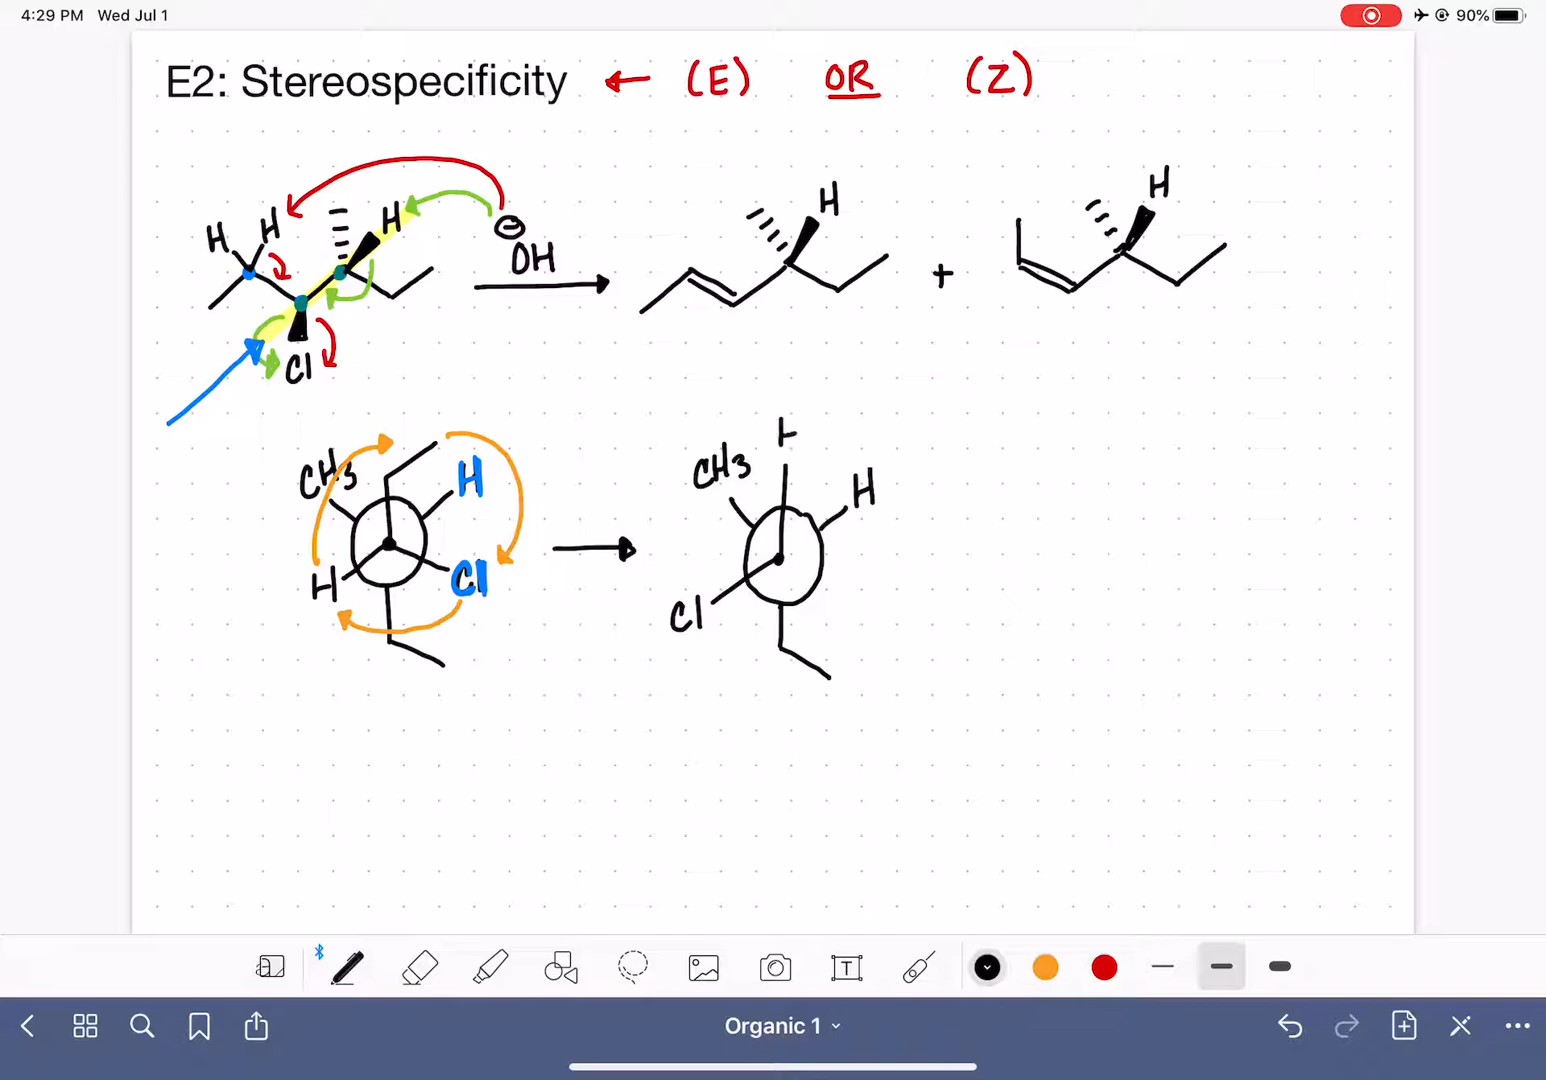 4:29 PM Wed Jul 1
90%
E2: Stereospecificity ← (E) OR (Z)
H H H ⊖
OH
Cl
H
+
H
CH3 H
H Cl
CH3 H
Cl
T
Organic 1